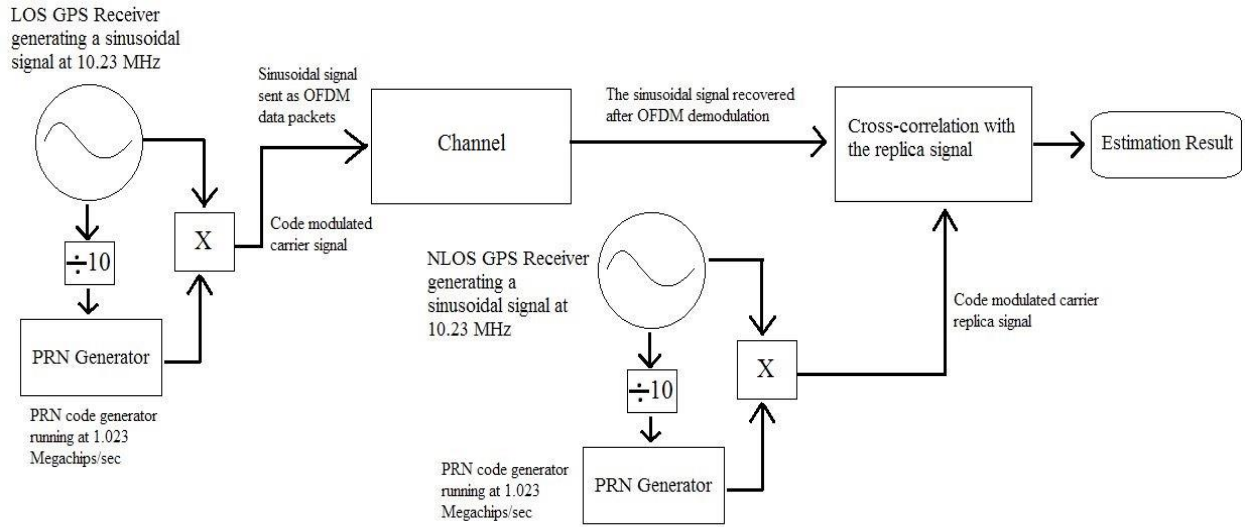 LOS GPS Receiver
generating a sinusoidal
signal at 10.23 MHz
Sinusoidal signal
sent as OFDM
data packets
The sinusoidal signal recovered
after OFDM demodulation
Channel
Cross-correlation with
the replica signal
Estimation Result
X
Code modulated
carrier signal
÷10
PRN Generator
PRN code generator
running at 1.023
Megachips/sec
NLOS GPS Receiver
generating a
sinusoidal signal at
10.23 MHz
Code modulated carrier
replica signal
X
÷10
PRN Generator
PRN code generator
running at 1.023
Megachips/sec